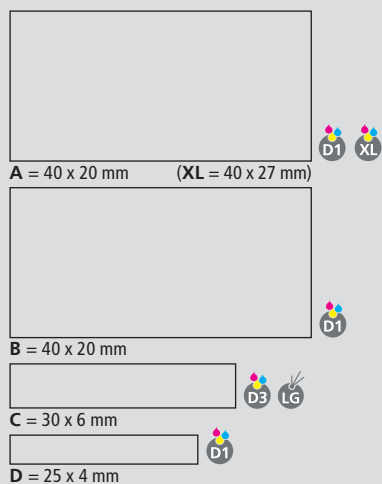 D1 XL
A = 40 x 20 mm (XL = 40 x 27 mm)
D1
B = 40 x 20 mm
D3 LG
C = 30 x 6 mm
D1
D = 25 x 4 mm